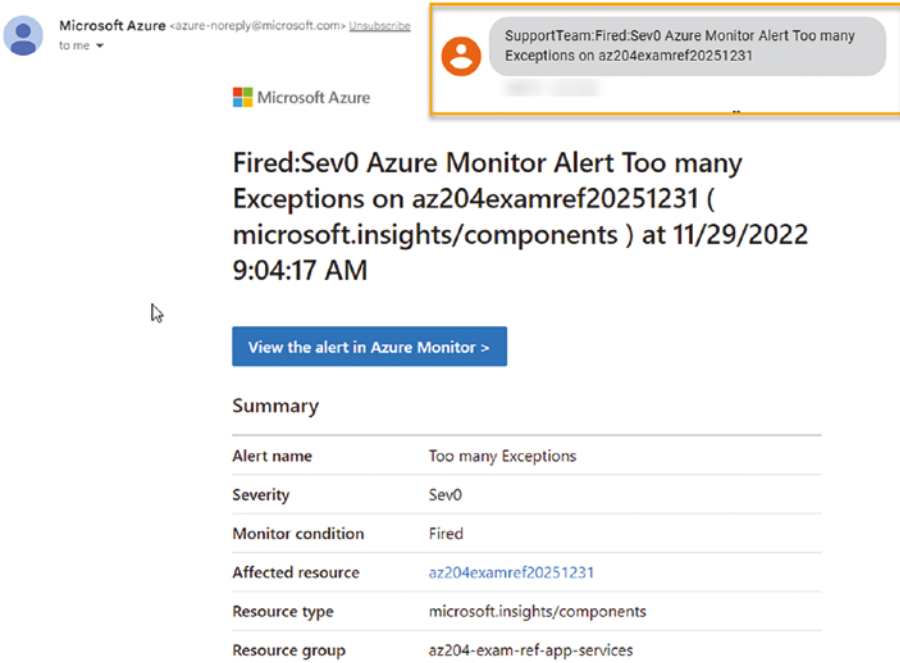 Microsoft Azure <azure-noreply@microsoft.com> Unsubscribe
to me
SupportTeam:Fired:Sev0 Azure Monitor Alert Too many
Exceptions on az204examref20251231
Microsoft Azure
Fired:Sev0 Azure Monitor Alert Too many
Exceptions on az204examref20251231 (
microsoft.insights/components ) at 11/29/2022
9:04:17 AM
View the alert in Azure Monitor >
Summary
Alert name Too many Exceptions
Severity Sev0
Monitor condition Fired
Affected resource az204examref20251231
Resource type microsoft.insights/components
Resource group az204-exam-ref-app-services